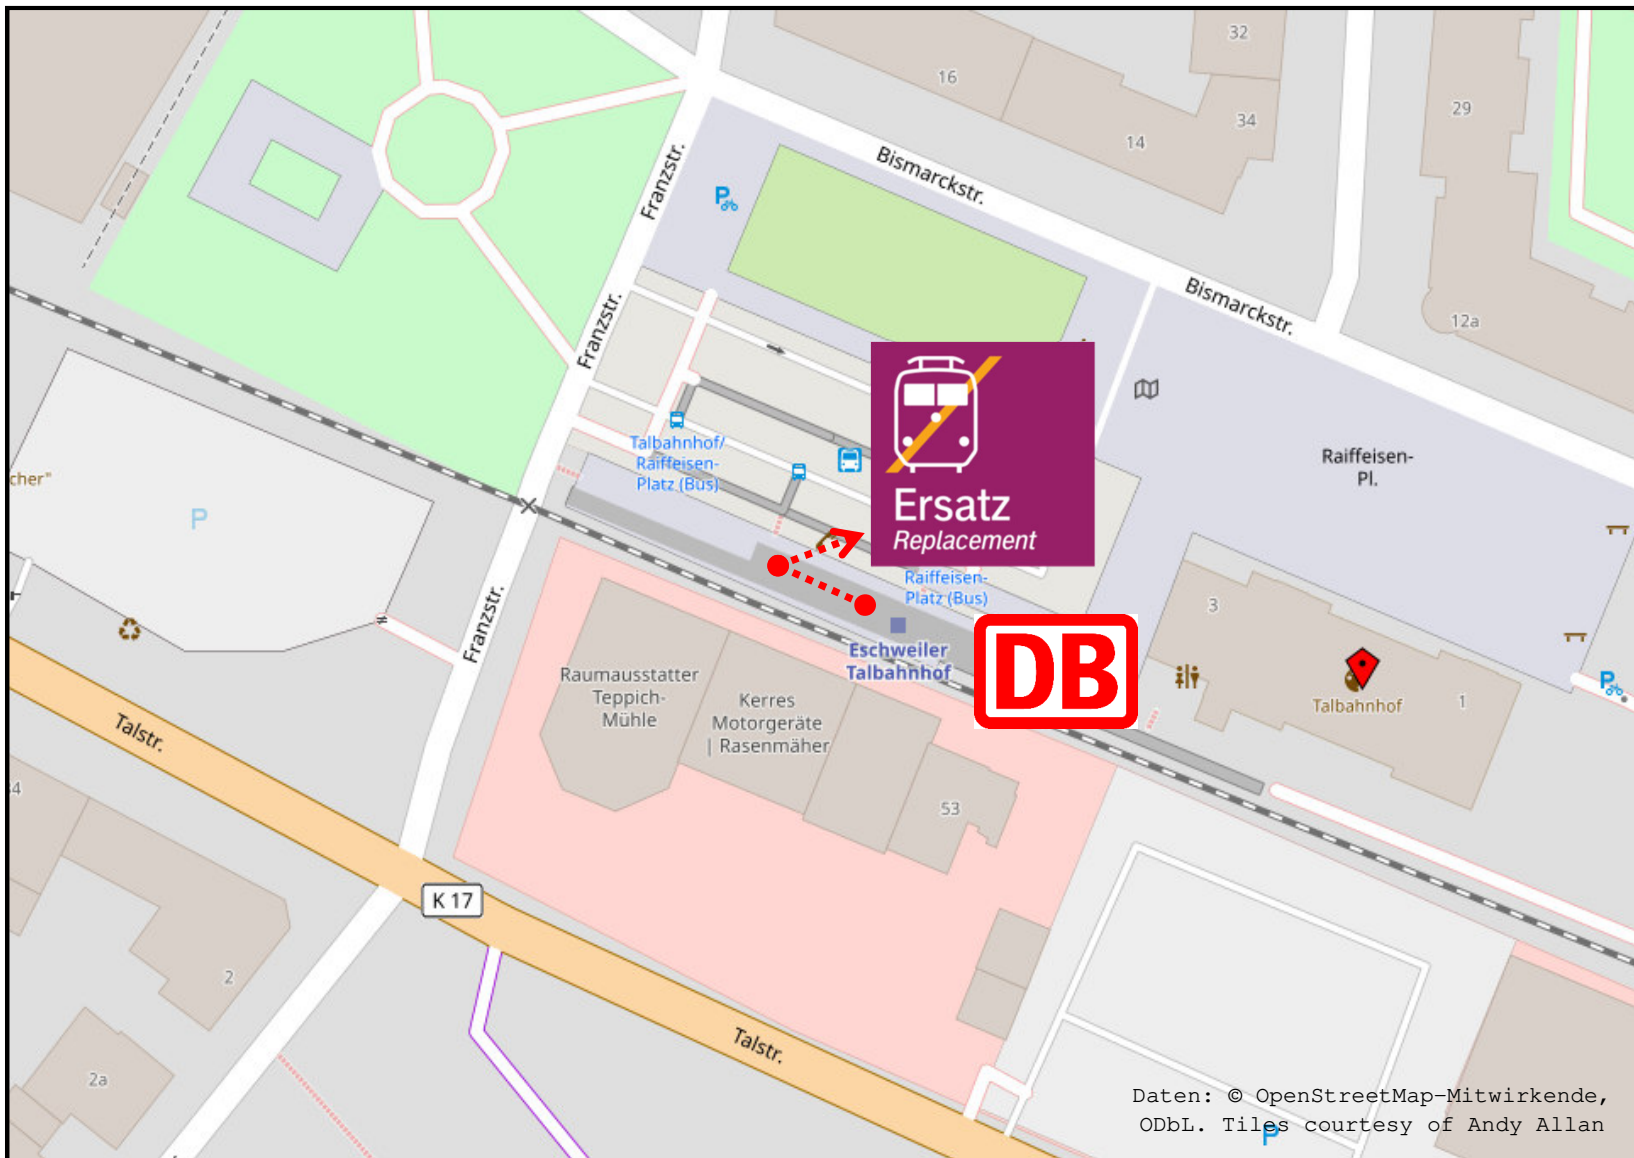 32
16
29
34
14
Franzstr.
Bismarckstr.
P
Bismarckstr.
12a
Franzstr.
Talbahnhof/
Raiffeisen-
Platz (Bus)
Ersatz
Replacement
Raiffeisen-
Pl.
cher"
P
Raiffeisen-
Platz (Bus)
3
Franzstr.
Eschweiler
Talbahnhof
DB
Raumausstatter
Teppich-
Mühle
Kerres
Motorgeräte
| Rasenmäher
Talbahnhof
1
P
Talstr.
53
K 17
2
Talstr.
2a
Daten: © OpenStreetMap-Mitwirkende,
ODbL. Tiles courtesy of Andy Allan
P